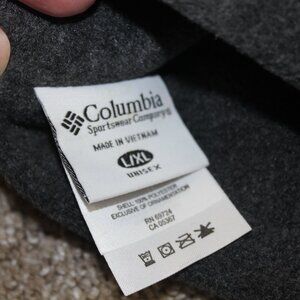 Columbia
Sportswear Company®
MADE IN VIETNAM
L/XL
UNISEX
SHELL: 100% POLYESTER
EXCLUSIVE OF ORNAMENTATION
RN 69724
CA 05367